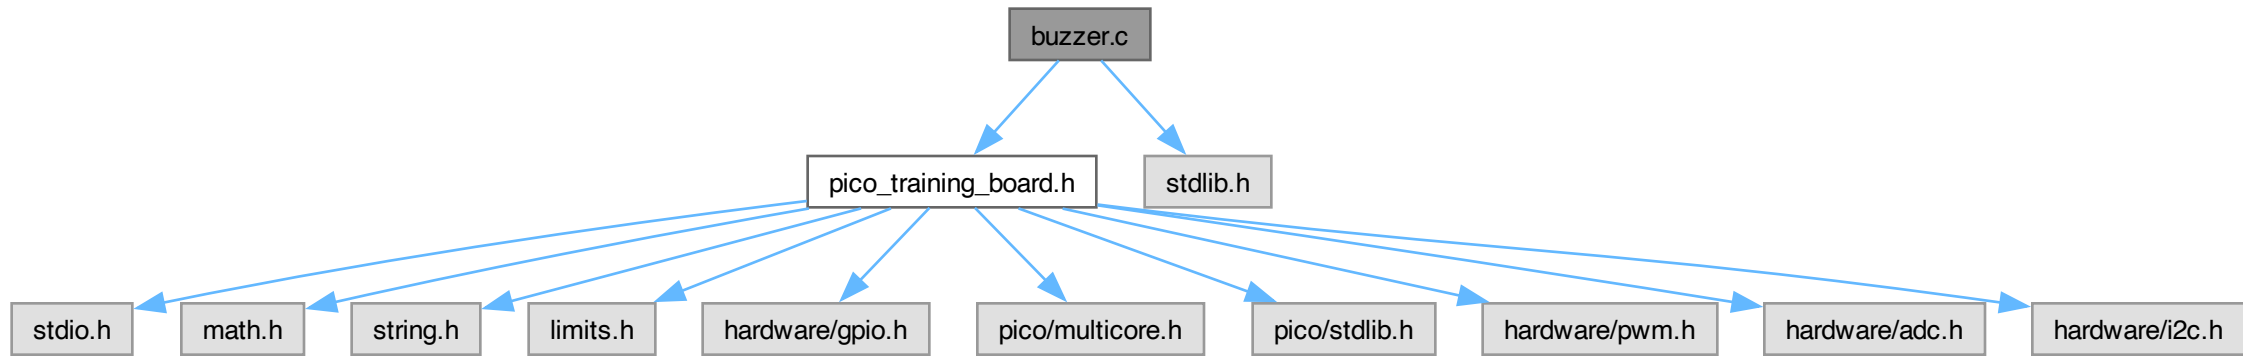 buzzer.c
pico_training_board.h
stdlib.h
stdio.h
math.h
string.h
limits.h
hardware/gpio.h
pico/multicore.h
pico/stdlib.h
hardware/pwm.h
hardware/adc.h
hardware/i2c.h